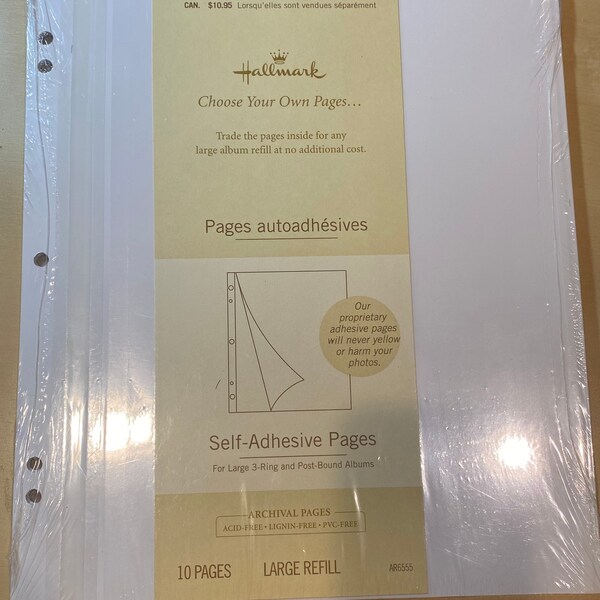 CAN. $10.95 Lorsqu'elles sont vendues séparément
Hallmark
Choose Your Own Pages...
Trade the pages inside for any
large album refill at no additional cost.
Pages autoadhésives
Our
proprietary
adhesive pages
will never yellow
or harm your
photos.
Self-Adhesive Pages
For Large 3-Ring and Post-Bound Albums
ARCHIVAL PAGES
ACID-FREE • LIGNIN-FREE • PVC-FREE
10 PAGES LARGE REFILL AR6555